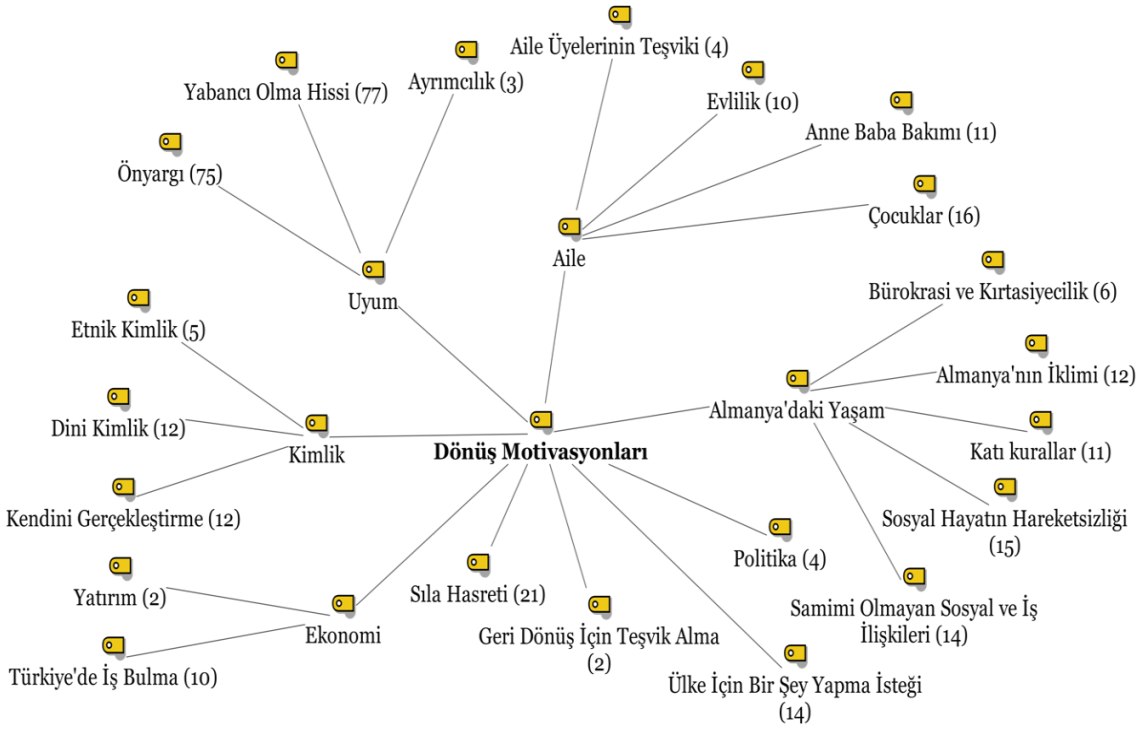 Aile Üyelerinin Teşviki (4)
Yabancı Olma Hissi (77)
Ayrımcılık (3)
Evlilik (10)
Anne Baba Bakımı (11)
Önyargı (75)
Çocuklar (16)
Aile
Uyum
Bürokrasi ve Kırtasiyecilik (6)
Etnik Kimlik (5)
Almanya'nın İklimi (12)
Almanya'daki Yaşam
Dini Kimlik (12)
Kimlik
Dönüş Motivasyonları
Katı kurallar (11)
Kendini Gerçekleştirme (12)
Sosyal Hayatın Hareketsizliği
(15)
Politika (4)
Yatırım (2)
Sıla Hasreti (21)
Samimi Olmayan Sosyal ve İş
İlişkileri (14)
Ekonomi
Geri Dönüş İçin Teşvik Alma
(2)
Türkiye'de İş Bulma (10)
Ülke İçin Bir Şey Yapma İsteği
(14)